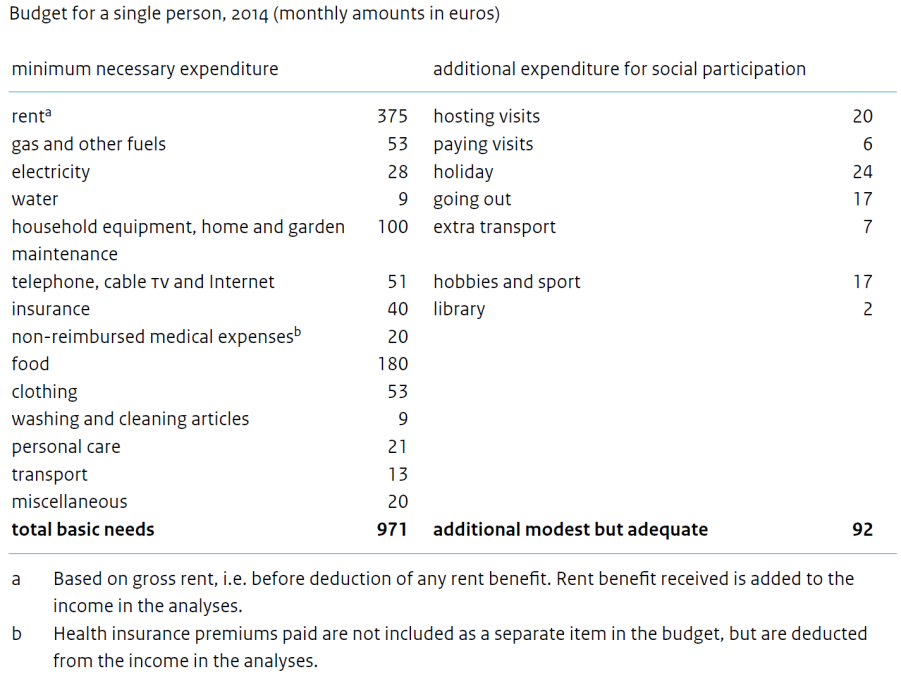 Budget for a single person, 2014 (monthly amounts in euros)
minimum necessary expenditure additional expenditure for social participation
rentᵃ 375 hosting visits 20
gas and other fuels 53 paying visits 6
electricity 28 holiday 24
water 9 going out 17
household equipment, home and garden 100 extra transport 7
maintenance
telephone, cable TV and Internet 51 hobbies and sport 17
insurance 40 library 2
non-reimbursed medical expensesᵇ 20
food 180
clothing 53
washing and cleaning articles 9
personal care 21
transport 13
miscellaneous 20
total basic needs 971 additional modest but adequate 92
a Based on gross rent, i.e. before deduction of any rent benefit. Rent benefit received is added to the
income in the analyses.
b Health insurance premiums paid are not included as a separate item in the budget, but are deducted
from the income in the analyses.